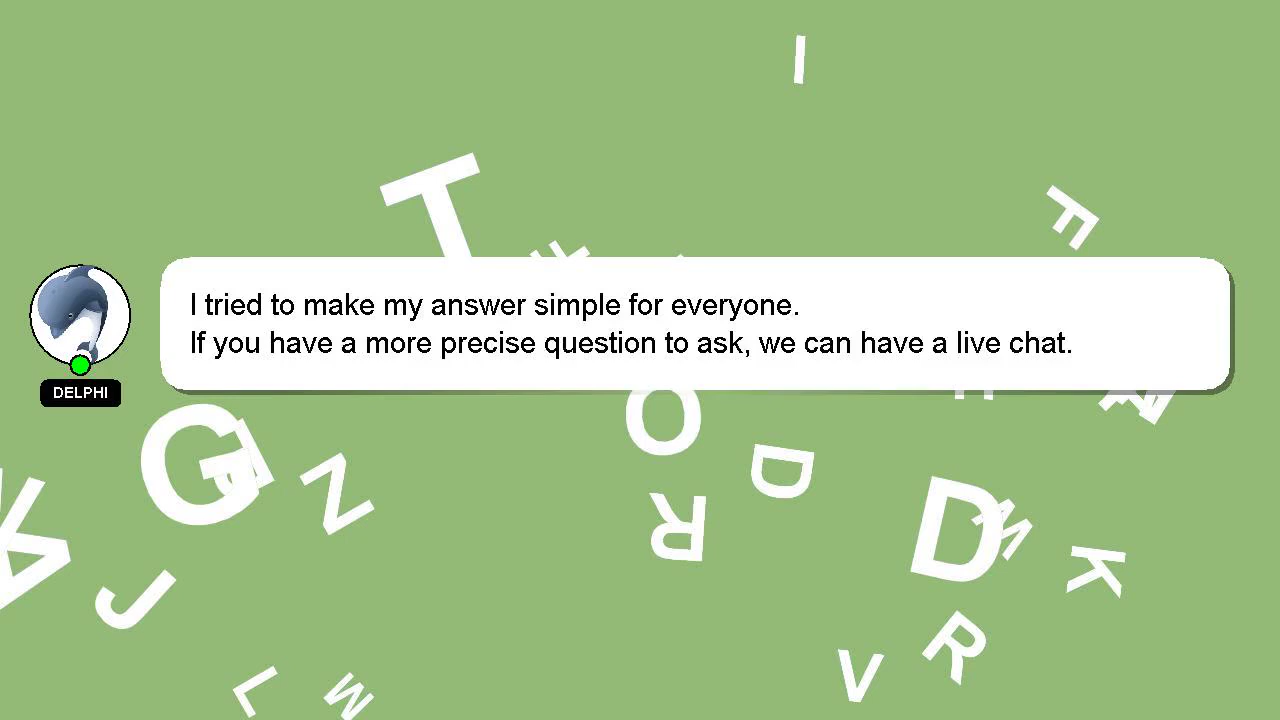 I
T
F
I tried to make my answer simple for everyone.
If you have a more precise question to ask, we can have a live chat.
DELPHI
G
O
N
D
R
D
M
K
J
R
V
L
M